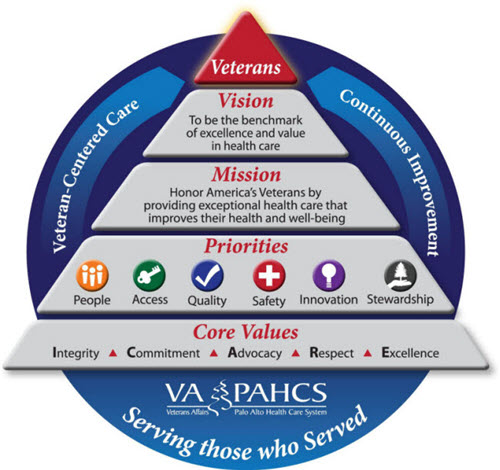 Veterans
Vision
To be the benchmark
of excellence and value
in health care
Veteran-Centered Care
Continuous Improvement
Mission
Honor America's Veterans by
providing exceptional health care that
improves their health and well-being
Priorities
People Access Quality Safety Innovation Stewardship
Core Values
Integrity ▲ Commitment ▲ Advocacy ▲ Respect ▲ Excellence
VA PAHCS
Veterans Affairs Palo Alto Health Care System
Serving those who Served